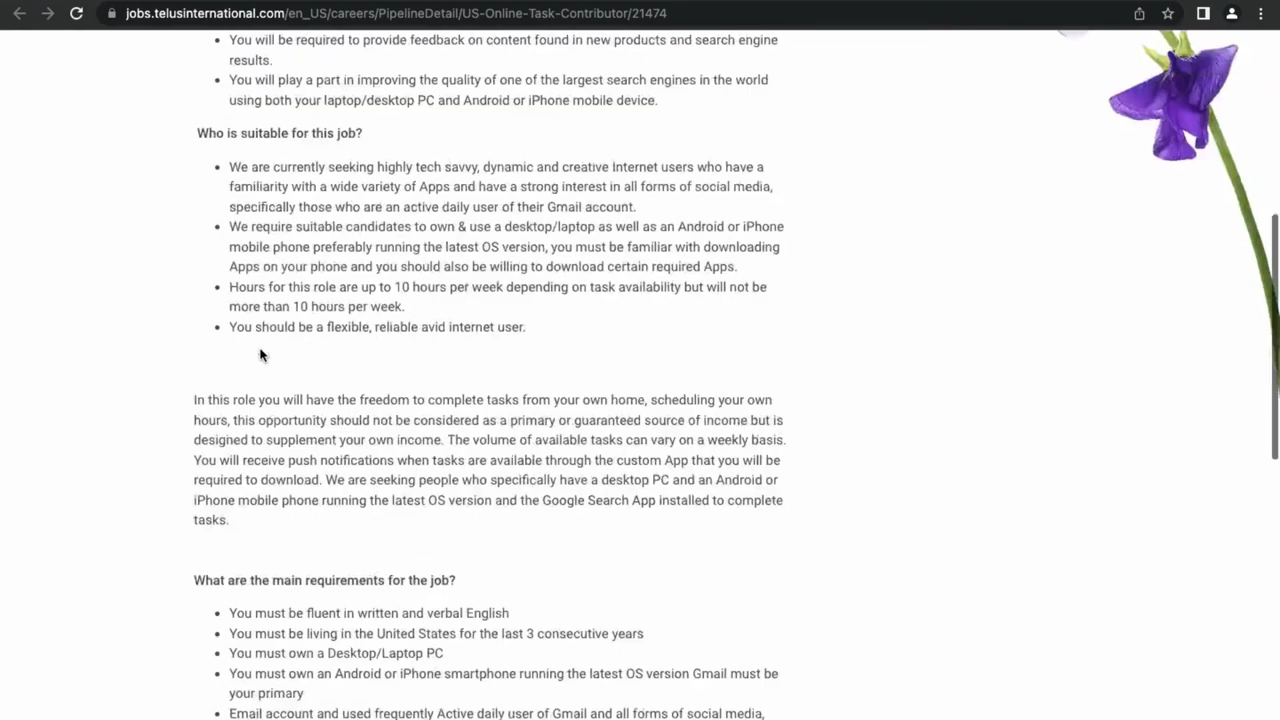 jobs.telusinternational.com/en_US/careers/PipelineDetail/US-Online-Task-Contributor/21474
• You will be required to provide feedback on content found in new products and search engine
results.
• You will play a part in improving the quality of one of the largest search engines in the world
using both your laptop/desktop PC and Android or iPhone mobile device.
Who is suitable for this job?
• We are currently seeking highly tech savvy, dynamic and creative Internet users who have a
familiarity with a wide variety of Apps and have a strong interest in all forms of social media,
specifically those who are an active daily user of their Gmail account.
• We require suitable candidates to own & use a desktop/laptop as well as an Android or iPhone
mobile phone preferably running the latest OS version, you must be familiar with downloading
Apps on your phone and you should also be willing to download certain required Apps.
• Hours for this role are up to 10 hours per week depending on task availability but will not be
more than 10 hours per week.
• You should be a flexible, reliable avid internet user.
In this role you will have the freedom to complete tasks from your own home, scheduling your own
hours, this opportunity should not be considered as a primary or guaranteed source of income but is
designed to supplement your own income. The volume of available tasks can vary on a weekly basis.
You will receive push notifications when tasks are available through the custom App that you will be
required to download. We are seeking people who specifically have a desktop PC and an Android or
iPhone mobile phone running the latest OS version and the Google Search App installed to complete
tasks.
What are the main requirements for the job?
• You must be fluent in written and verbal English
• You must be living in the United States for the last 3 consecutive years
• You must own a Desktop/Laptop PC
• You must own an Android or iPhone smartphone running the latest OS version Gmail must be
your primary
• Email account and used frequently Active daily user of Gmail and all forms of social media,